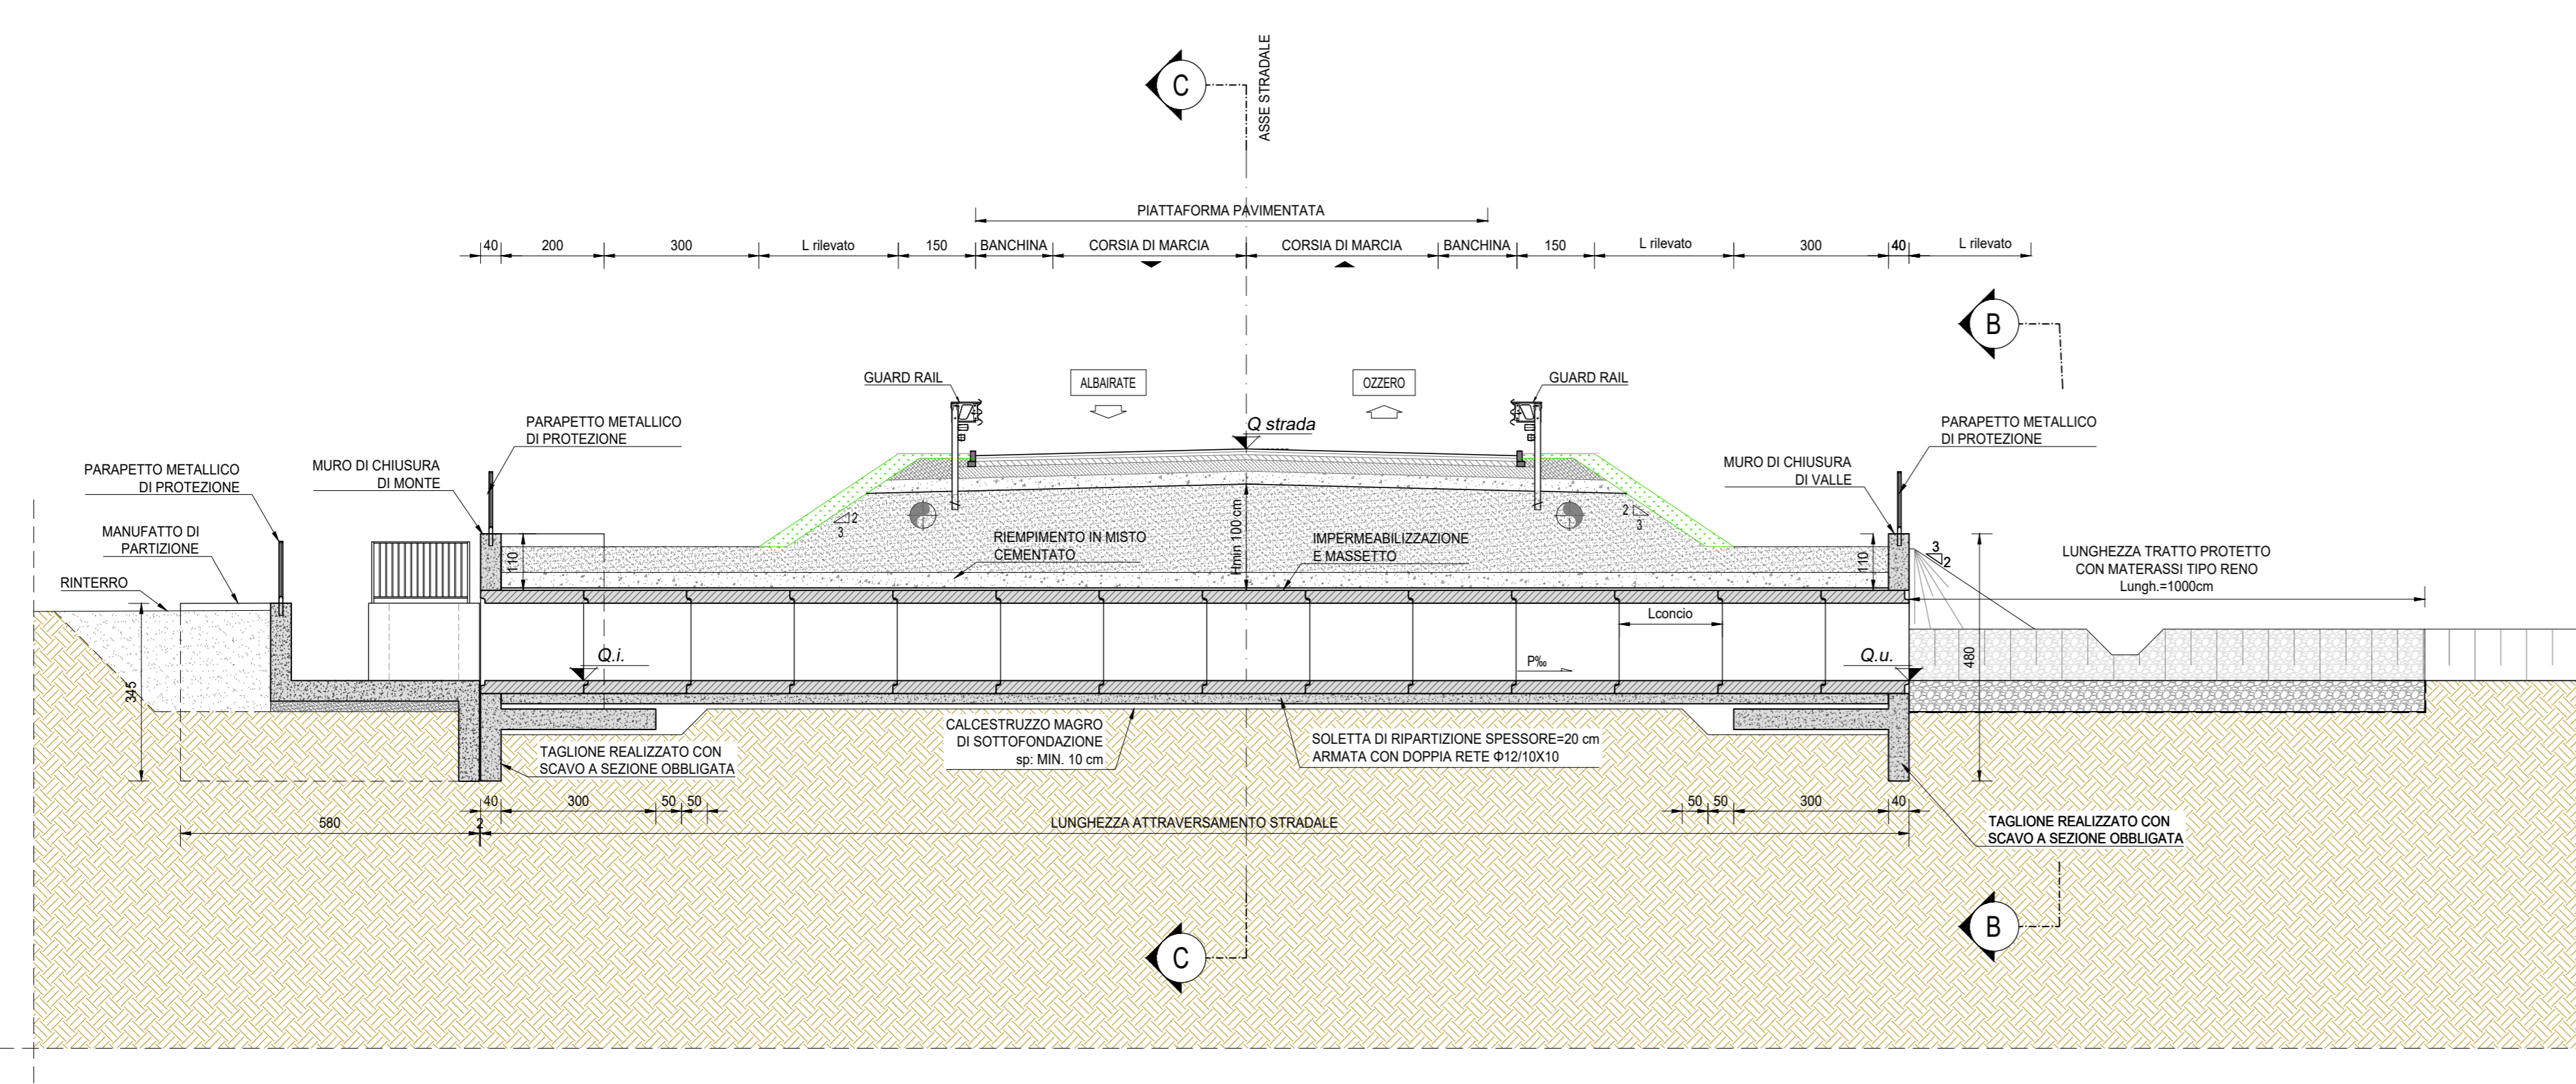 C
ASSE STRADALE
PIATTAFORMA PAVIMENTATA
40
200
300
L rilevato
150
BANCHINA
CORSIA DI MARCIA
CORSIA DI MARCIA
BANCHINA
150
L rilevato
300
40
L rilevato
B
GUARD RAIL
ALBAIRATE
OZZERO
GUARD RAIL
PARAPETTO METALLICO
DI PROTEZIONE
Q strada
PARAPETTO METALLICO
DI PROTEZIONE
PARAPETTO METALLICO
DI PROTEZIONE
MURO DI CHIUSURA
DI MONTE
MURO DI CHIUSURA
DI VALLE
MANUFATTO DI
PARTIZIONE
RINTERRO
2
3
2
3
110
RIEMPIMENTO IN MISTO
CEMENTATO
Hmin 100 cm
IMPERMEABILIZZAZIONE
E MASSETTO
110
3
2
LUNGHEZZA TRATTO PROTETTO
CON MATERASSI TIPO RENO
Lungh.=1000cm
Lconcio
Q.i.
P‰
Q.u.
480
345
CALCESTRUZZO MAGRO
DI SOTTOFONDAZIONE
sp: MIN. 10 cm
SOLETTA DI RIPARTIZIONE SPESSORE=20 cm
ARMATA CON DOPPIA RETE Φ12/10X10
TAGLIONE REALIZZATO CON
SCAVO A SEZIONE OBBLIGATA
40
300
50
50
50
50
300
40
580
2
LUNGHEZZA ATTRAVERSAMENTO STRADALE
TAGLIONE REALIZZATO CON
SCAVO A SEZIONE OBBLIGATA
C
B